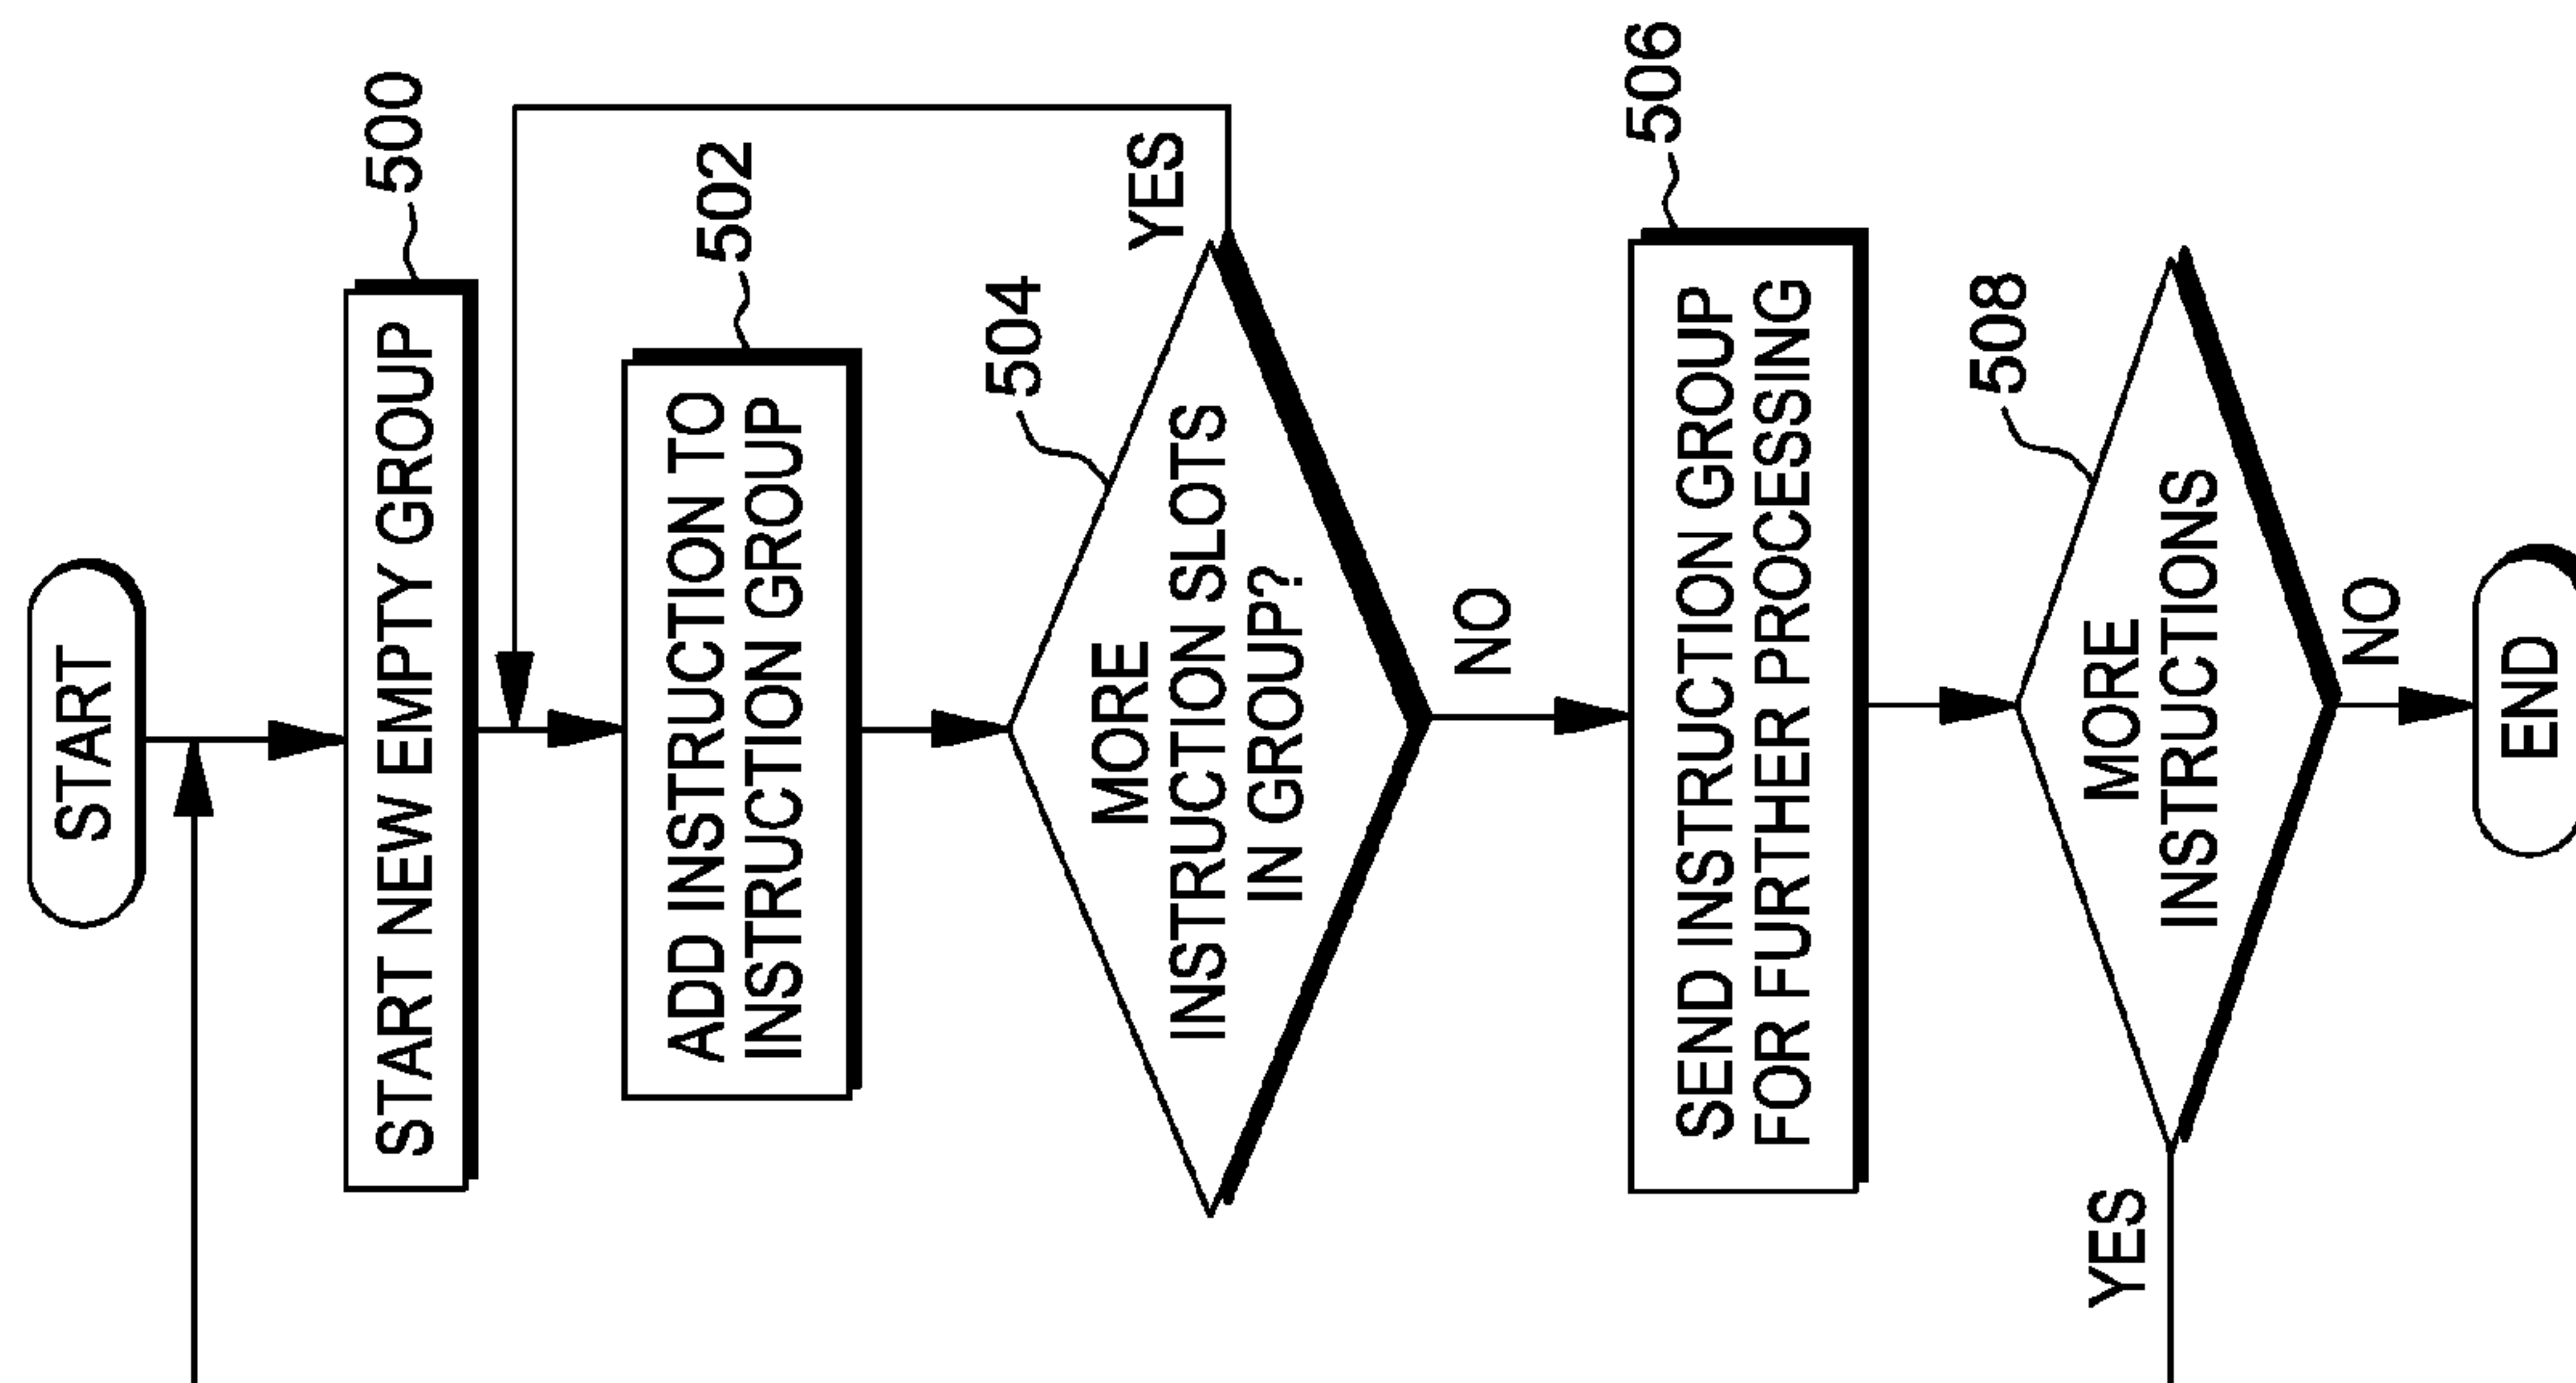 START
START NEW EMPTY GROUP
500
ADD INSTRUCTION TO
INSTRUCTION GROUP
502
MORE
INSTRUCTION SLOTS
IN GROUP?
504
YES
NO
SEND INSTRUCTION GROUP
FOR FURTHER PROCESSING
506
MORE
INSTRUCTIONS
508
YES
NO
END